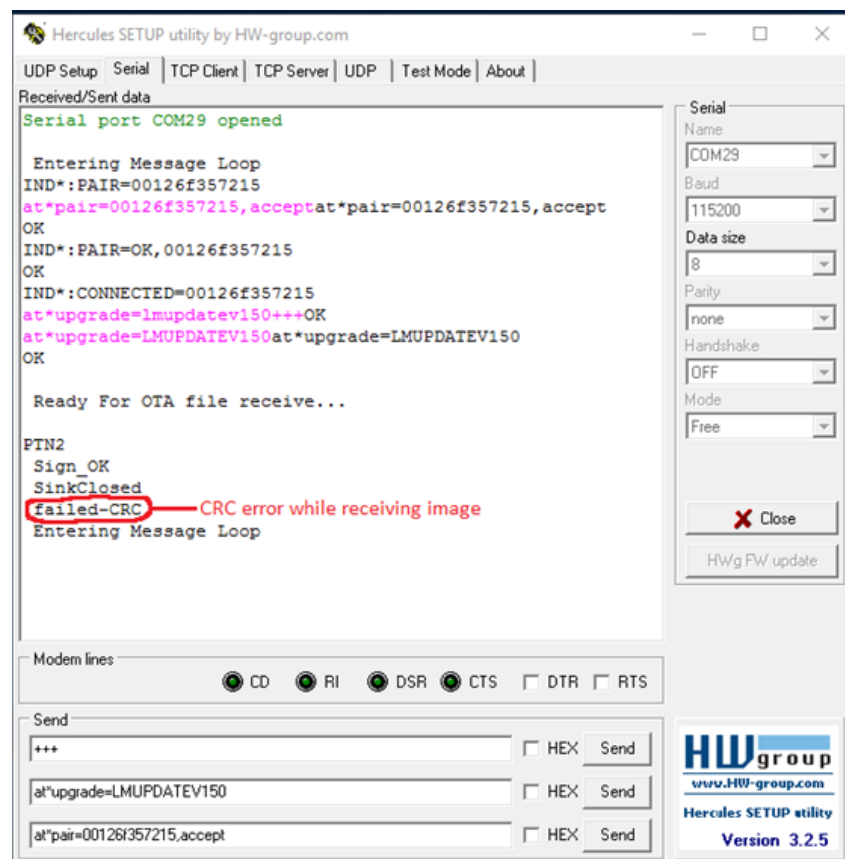 Hercules SETUP utility by HW-group.com
UDP Setup Serial TCP Client TCP Server UDP Test Mode About
Received/Sent data
Serial port COM29 opened
Entering Message Loop
IND*:PAIR=00126f357215
at*pair=00126f357215,acceptat*pair=00126f357215,accept
OK
IND*:PAIR=OK,00126f357215
OK
IND*:CONNECTED=00126f357215
at*upgrade=lmupdatev150+++OK
at*upgrade=LMUPDATEV150at*upgrade=LMUPDATEV150
OK
Ready For OTA file receive...
PTN2
Sign_OK
SinkClosed
failed-CRC CRC error while receiving image
Entering Message Loop
Serial
Name
COM29
Baud
115200
Data size
8
Parity
none
Handshake
OFF
Mode
Free
Close
HWg FW update
Modem lines
CD RI DSR CTS DTR RTS
Send
+++ HEX Send
at*upgrade=LMUPDATEV150 HEX Send
at*pair=00126f357215,accept HEX Send
HWgroup
www.HW-group.com
Hercules SETUP utility
Version 3.2.5